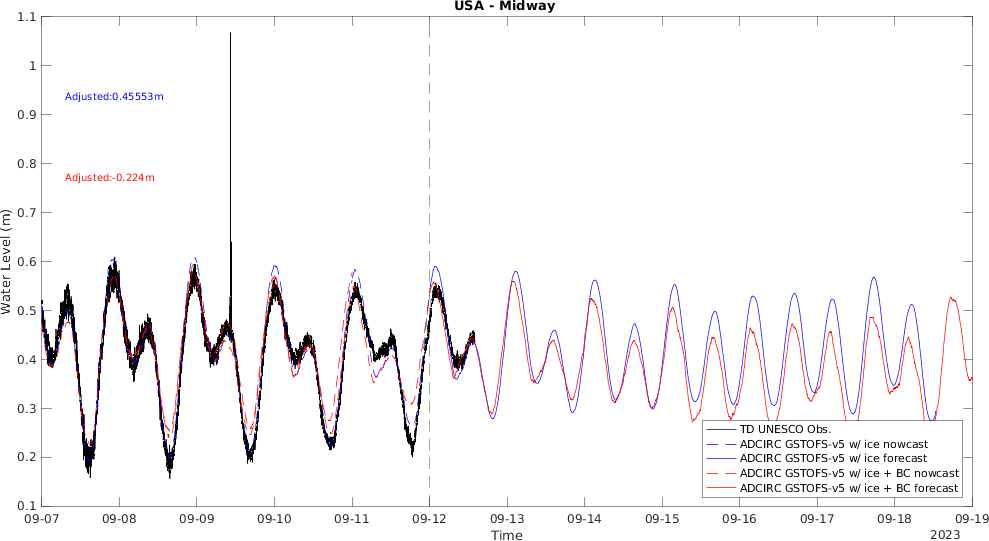 USA - Midway
1.1
1
0.9
0.8
0.7
0.6
0.5
0.4
0.3
0.2
0.1
Water Level (m)
Adjusted:0.45553m
Adjusted:-0.224m
TD UNESCO Obs.
ADCIRC GSTOFS-v5 w/ ice nowcast
ADCIRC GSTOFS-v5 w/ ice forecast
ADCIRC GSTOFS-v5 w/ ice + BC nowcast
ADCIRC GSTOFS-v5 w/ ice + BC forecast
09-07 09-08 09-09 09-10 09-11 09-12 09-13 09-14 09-15 09-16 09-17 09-18 09-19
Time
2023